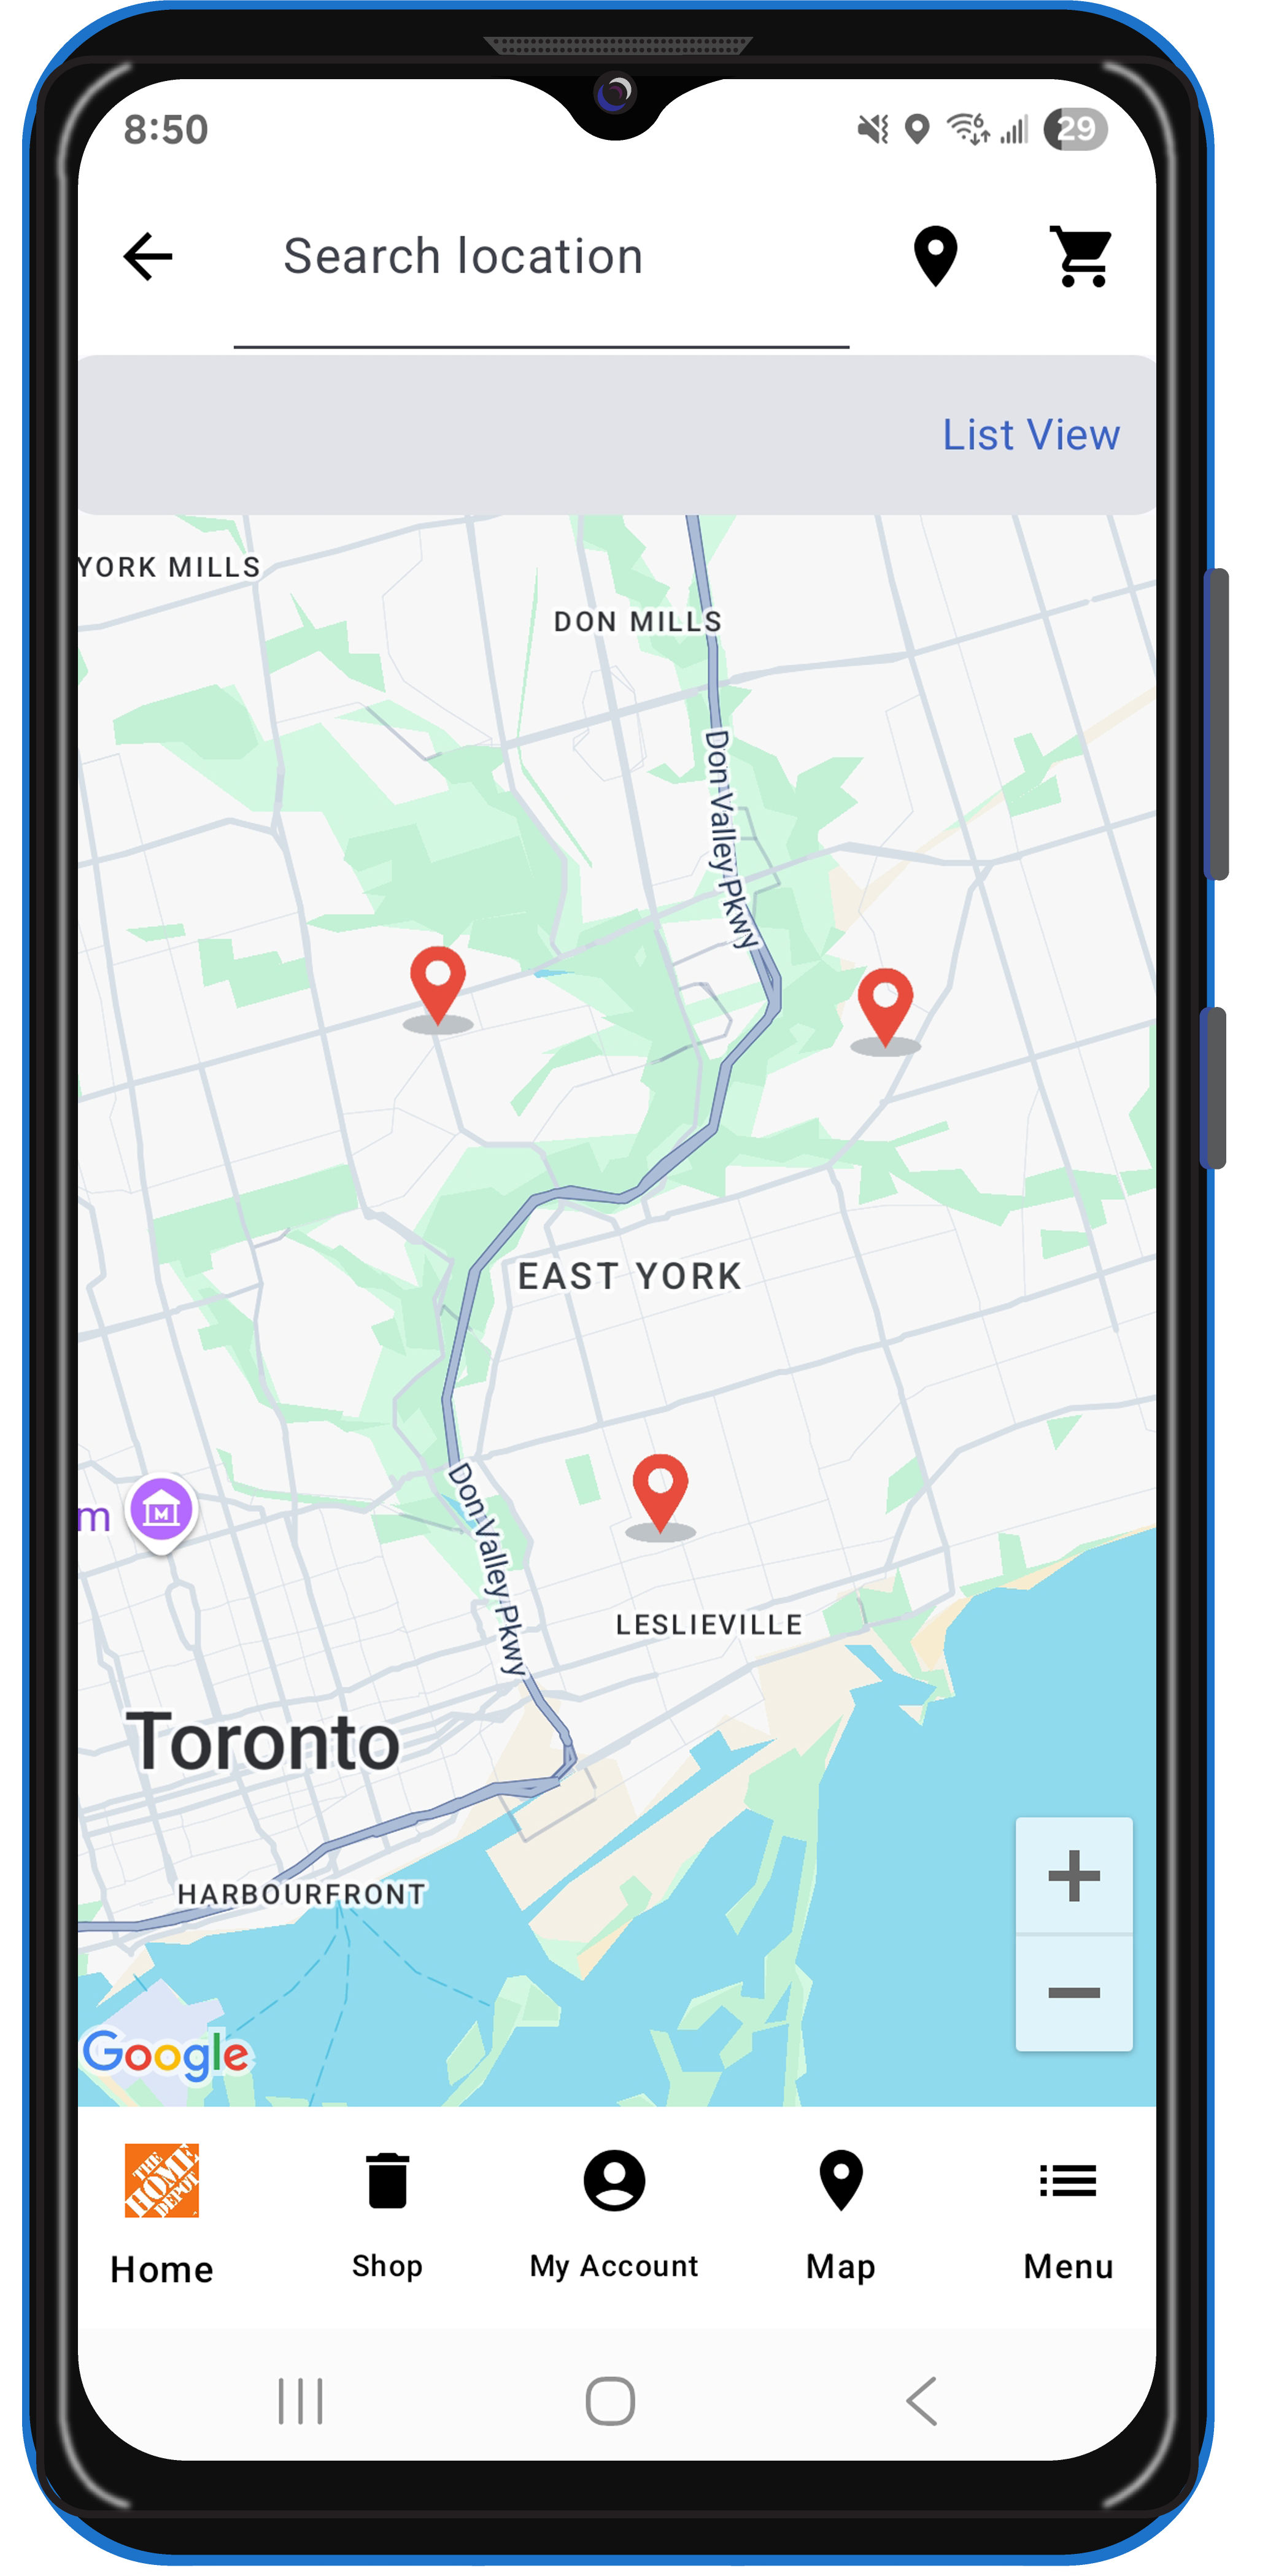 8:50
6
29
Search location
List View
YORK MILLS
DON MILLS
Don Valley Pkwy
EAST YORK
m
M
Don Valley Pkwy
LESLIEVILLE
Toronto
HARBOURFRONT
+
−
Google
THE
HOME
DEPOT
Home
Shop
My Account
Map
Menu